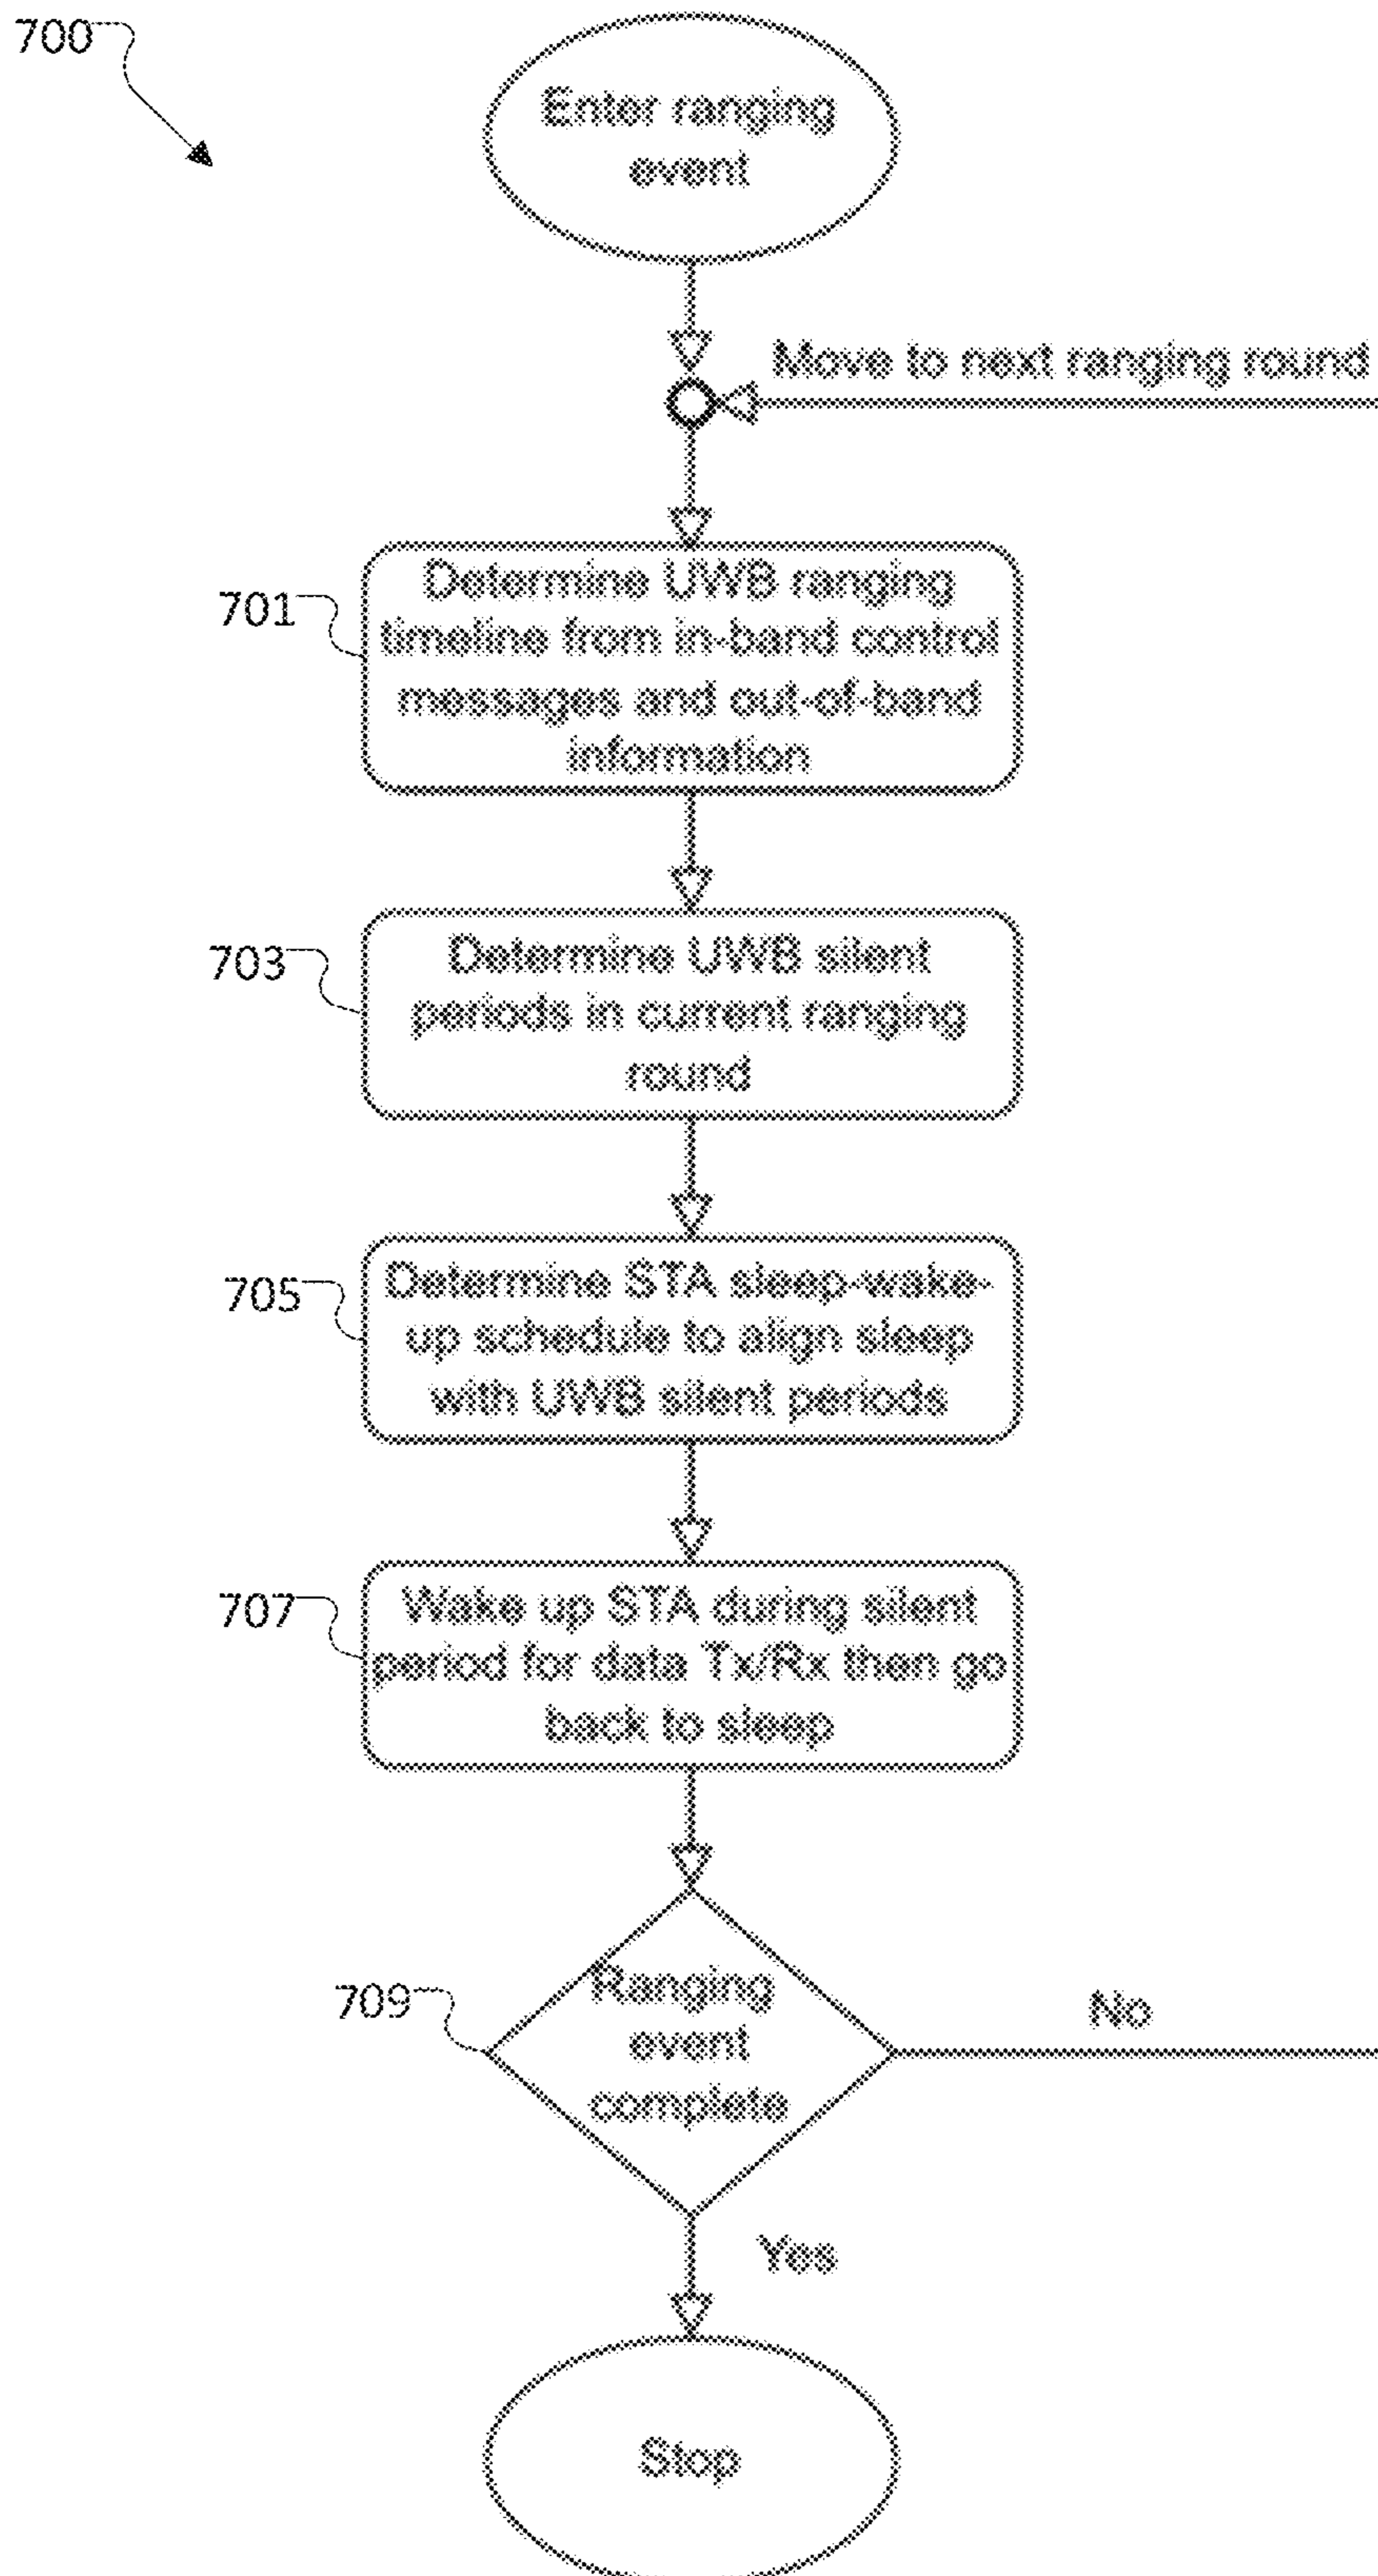 700
Enter ranging
event
Move to next ranging round
701
Determine UWB ranging
timeline from in-band control
messages and out-of-band
information
703
Determine UWB silent
periods in current ranging
round
705
Determine STA sleep-wake-
up schedule to align sleep
with UWB silent periods
707
Wake up STA during silent
period for data Tx/Rx then go
back to sleep
709
Ranging
event
complete
No
Yes
Stop